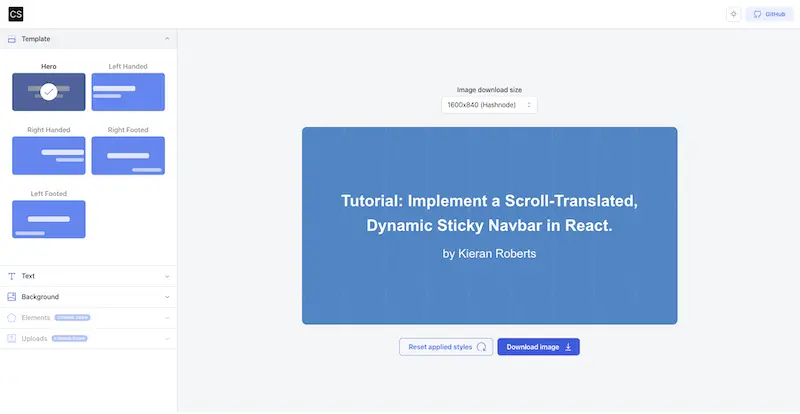 CS
GitHub
Template
Hero
Left Handed
Right Handed
Right Footed
Left Footed
Text
Background
Elements
Uploads
Image download size
1600x840 (Hashnode)
Tutorial: Implement a Scroll-Translated,
Dynamic Sticky Navbar in React.
by Kieran Roberts
Reset applied styles
Download image